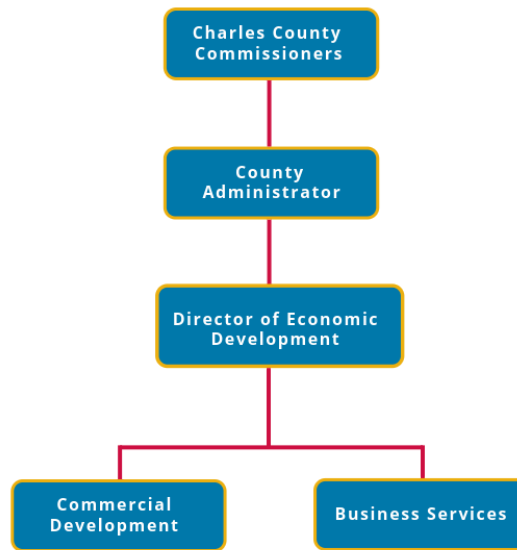 Charles County
Commissioners
County
Administrator
Director of Economic
Development
Commercial
Development
Business Services